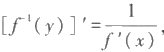 [f⁻¹(y)]′ = 1/f′(x),